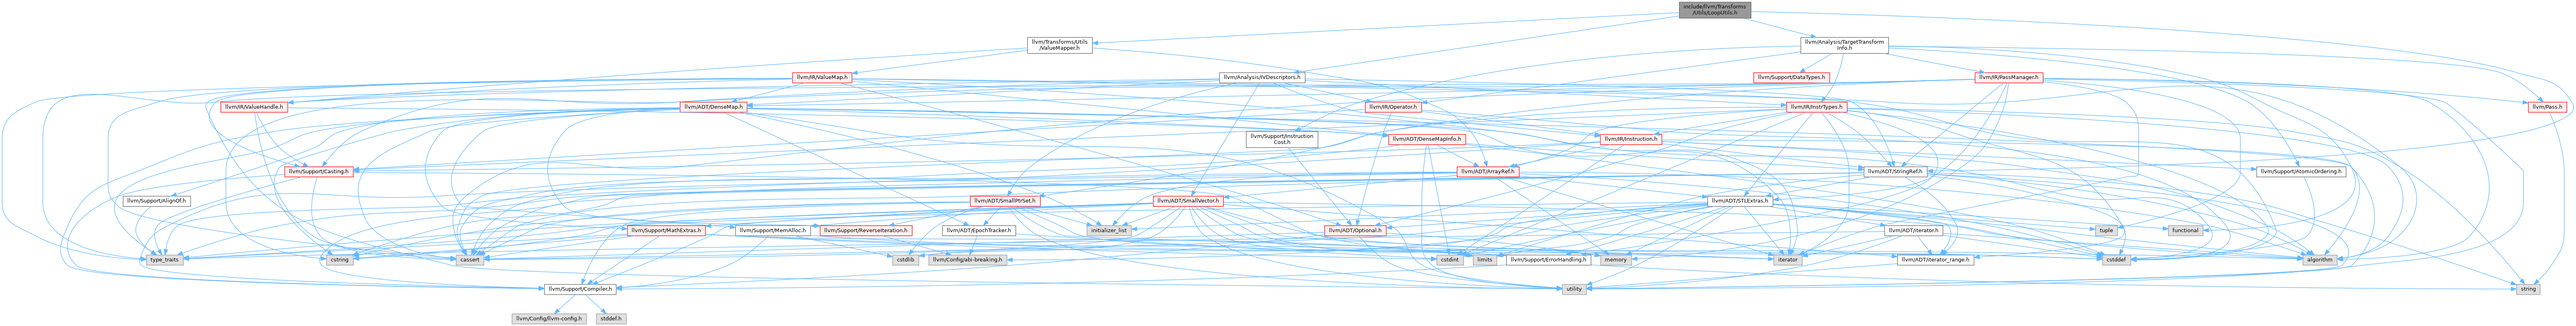 include/llvm/Transforms
/Utils/LoopUtils.h
llvm/Transforms/Utils
/ValueMapper.h
llvm/Analysis/TargetTransform
Info.h
llvm/IR/ValueMap.h
llvm/Analysis/IVDescriptors.h
llvm/Support/DataTypes.h
llvm/IR/PassManager.h
llvm/IR/ValueHandle.h
llvm/ADT/DenseMap.h
llvm/IR/Operator.h
llvm/IR/InstrTypes.h
llvm/Pass.h
llvm/Support/Instruction
Cost.h
llvm/ADT/DenseMapInfo.h
llvm/IR/Instruction.h
llvm/Support/Casting.h
llvm/ADT/ArrayRef.h
llvm/ADT/StringRef.h
llvm/Support/AtomicOrdering.h
llvm/Support/AlignOf.h
llvm/ADT/SmallPtrSet.h
llvm/ADT/SmallVector.h
llvm/ADT/STLExtras.h
llvm/Support/MathExtras.h
llvm/Support/MemAlloc.h
llvm/Support/ReverseIteration.h
llvm/ADT/EpochTracker.h
initializer_list
llvm/ADT/Optional.h
llvm/ADT/iterator.h
tuple
functional
type_traits
cstring
cassert
cstdlib
llvm/Config/abi-breaking.h
cstdint
limits
llvm/Support/ErrorHandling.h
memory
iterator
llvm/ADT/iterator_range.h
cstddef
algorithm
llvm/Support/Compiler.h
utility
string
llvm/Config/llvm-config.h
stddef.h